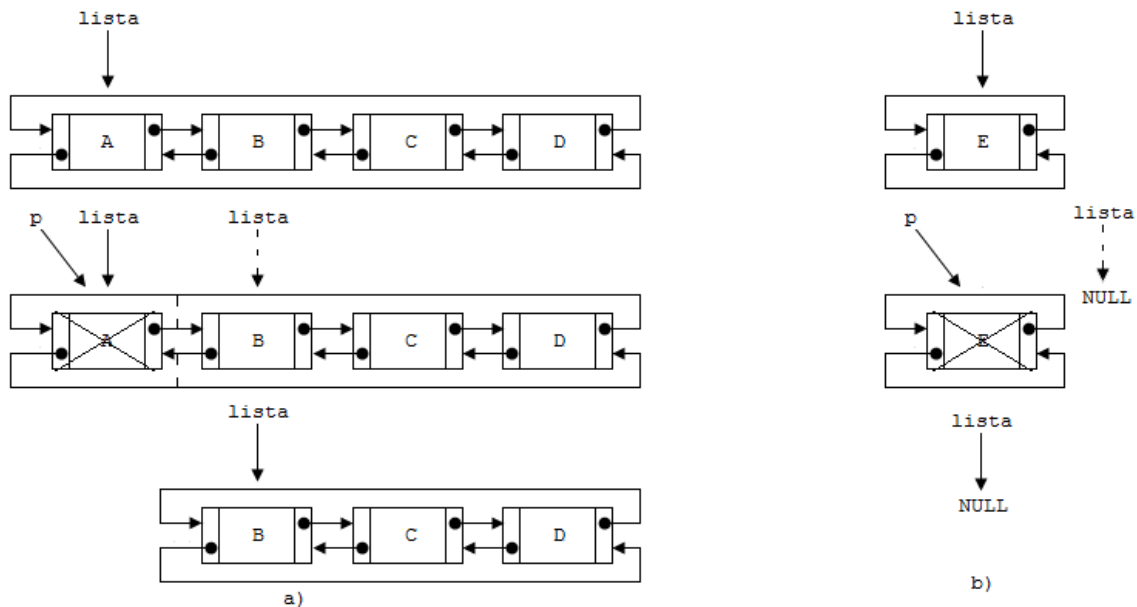 lista lista
A B C D E
p lista lista p lista
NULL
A B C D E
lista lista
NULL
B C D
a) b)